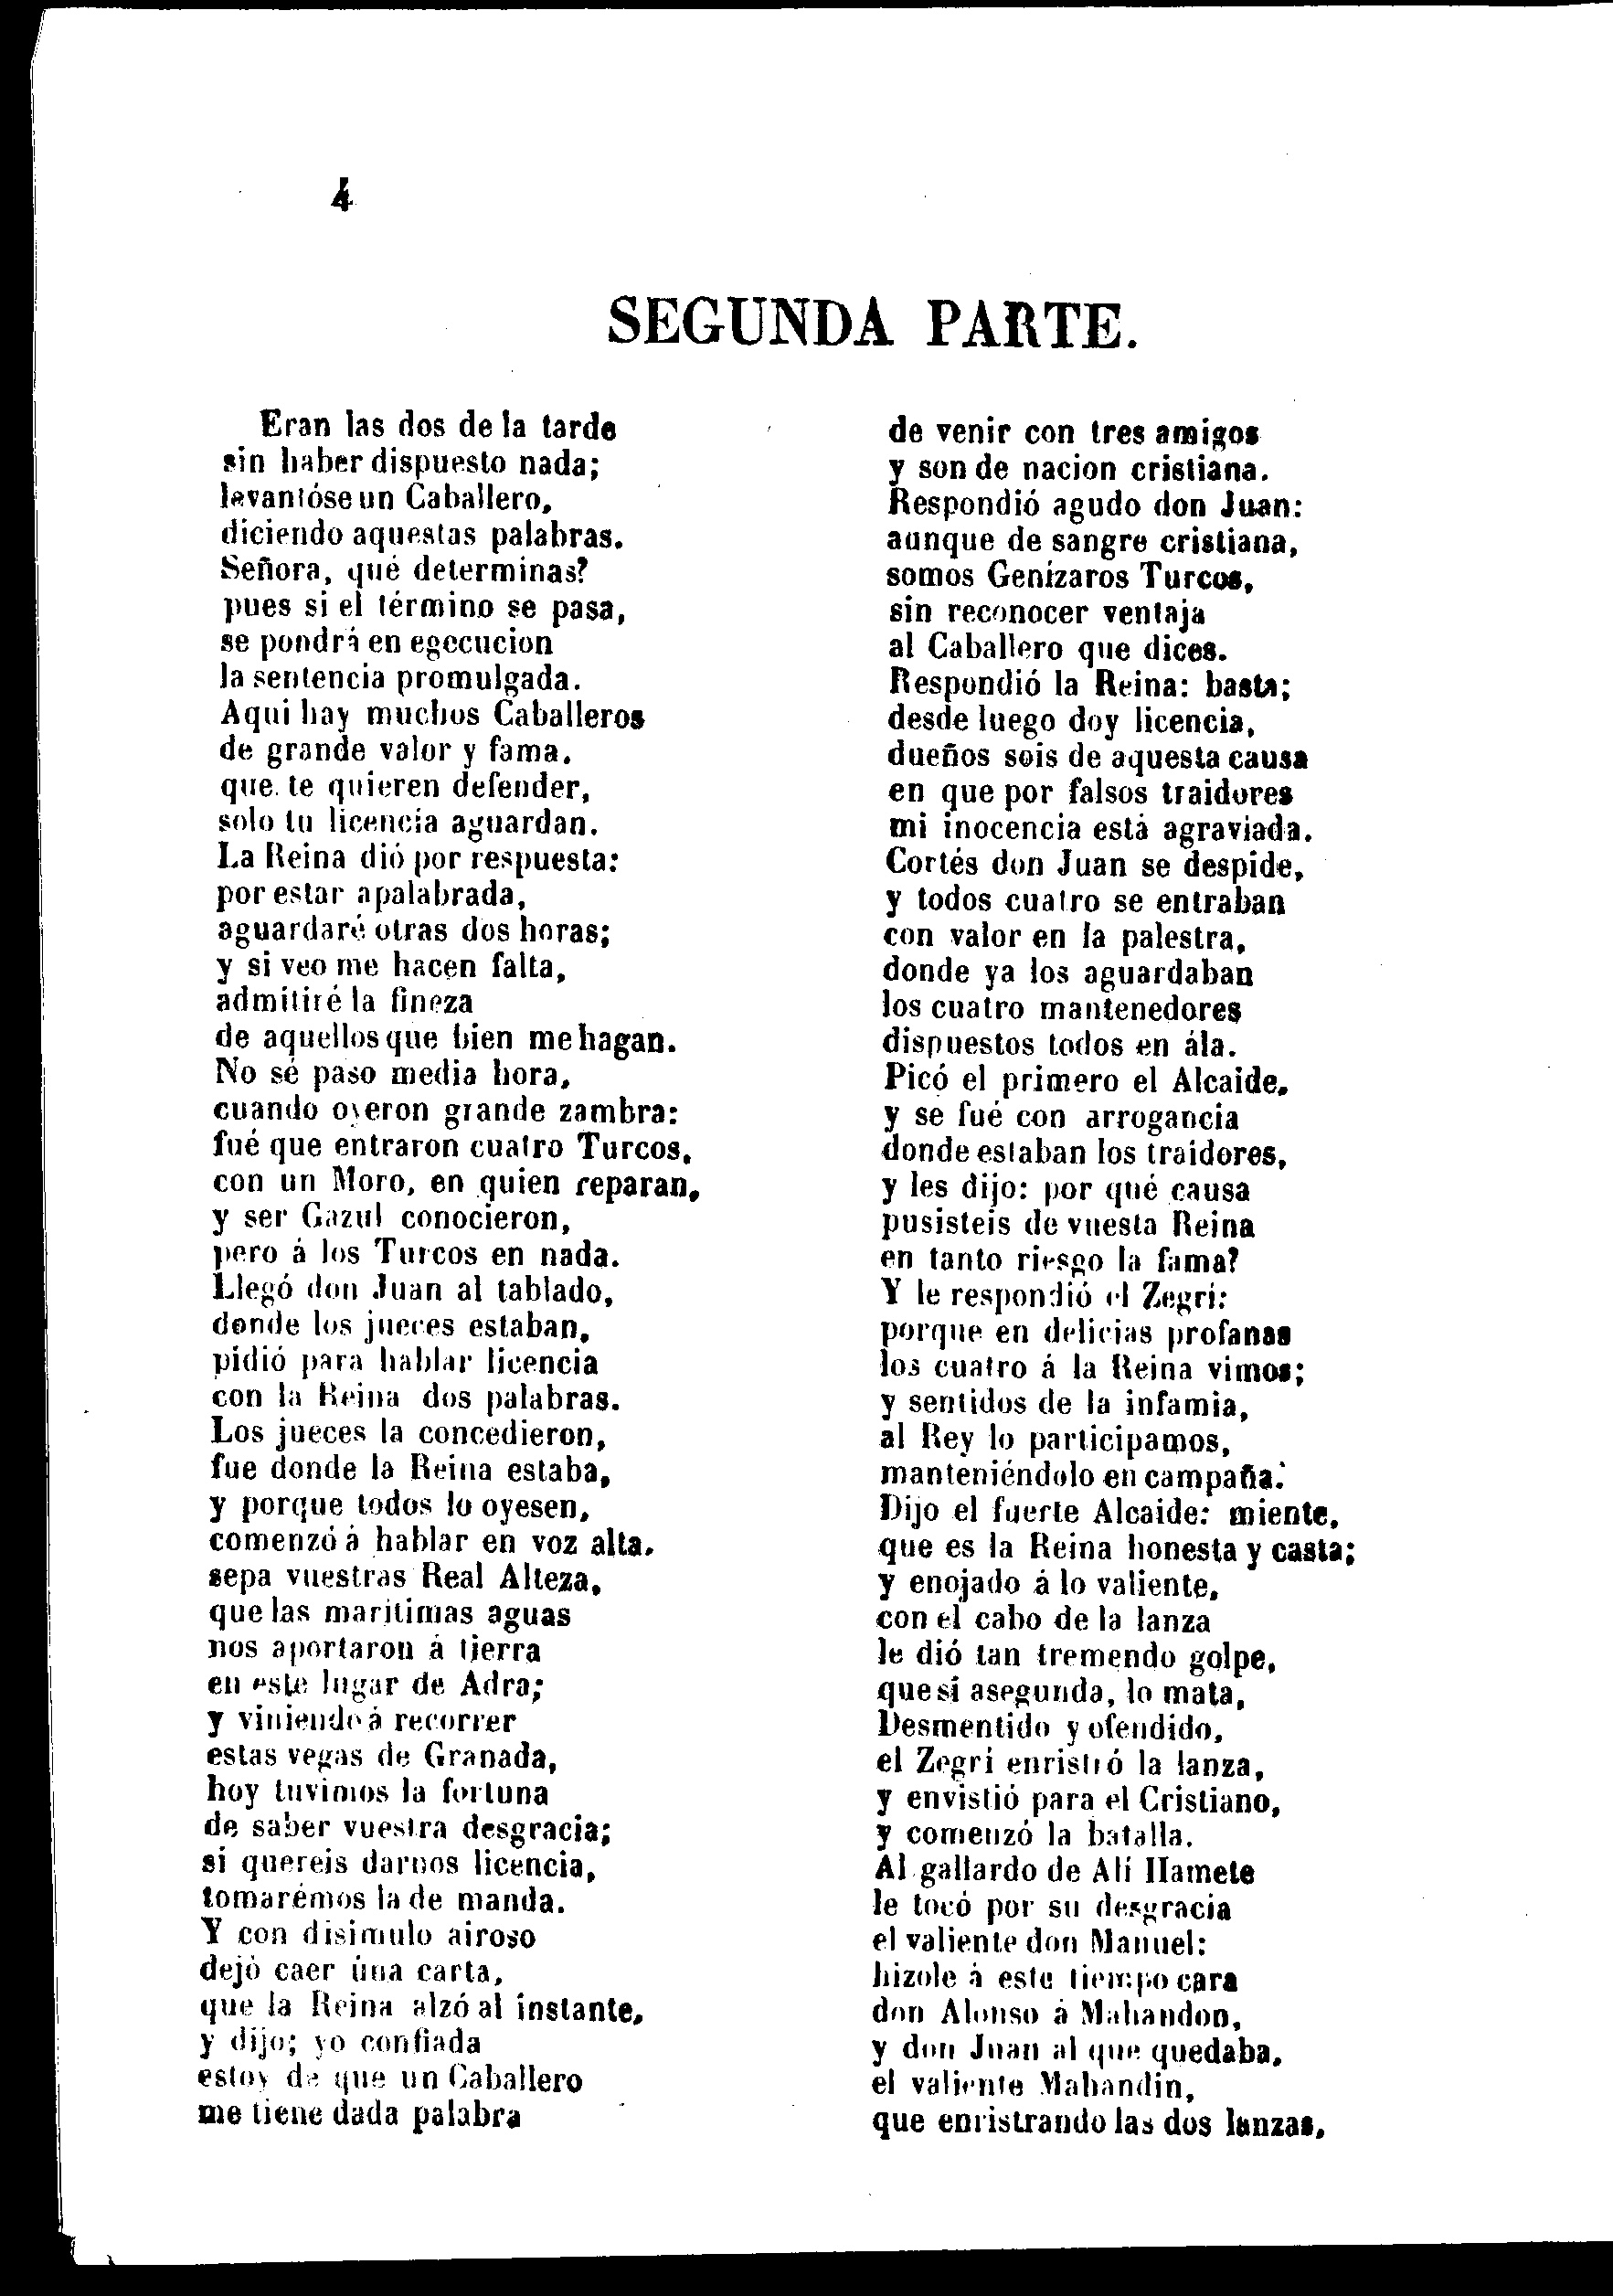 4
SEGUNDA PARTE.
Eran las dos de la tarde
sin haber dispuesto nada;
levantóse un Caballero,
diciendo aquestas palabras.
Señora, qué determinas?
pues si el término se pasa,
se pondrá en egecucion
la sentencia promulgada.
Aqui hay muchos Caballeros
de grande valor y fama.
que te quieren defender,
solo tu licencia aguardan.
La Reina dió por respuesta:
por estar apalabrada,
aguardaré otras dos horas;
y si veo me hacen falta,
admitiré la fineza
de aquellos que bien me hagan.
No sé paso media hora,
cuando oyeron grande zambra:
fué que entraron cuatro Turcos,
con un Moro, en quien reparan,
y ser Gazul conocieron,
pero á los Turcos en nada.
Llegó don Juan al tablado,
donde los jueces estaban,
pidió para hablar licencia
con la Reina dos palabras.
Los jueces la concedieron,
fue donde la Reina estaba,
y porque todos lo oyesen,
comenzó á hablar en voz alta.
sepa vuestras Real Alteza,
que las maritimas aguas
nos aportaron á tierra
en este lugar de Adra;
y viniendo á recorrer
estas vegas de Granada,
hoy tuvimos la fortuna
de saber vuestra desgracia;
si quereis darnos licencia,
tomarémos la de manda.
Y con disimulo airoso
dejó caer úna carta,
que la Reina alzó al instante,
y dijo; yo confiada
estoy de que un Caballero
me tiene dada palabra
de venir con tres amigos
y son de nacion cristiana.
Respondió agudo don Juan:
aunque de sangre cristiana,
somos Genízaros Turcos,
sin reconocer ventaja
al Caballero que dices.
Respondió la Reina: basta;
desde luego doy licencia,
dueños sois de aquesta causa
en que por falsos traidores
mi inocencia está agraviada.
Cortés don Juan se despide,
y todos cuatro se entraban
con valor en la palestra,
donde ya los aguardaban
los cuatro mantenedores
dispuestos todos en ála.
Picó el primero el Alcaide,
y se fué con arrogancia
donde estaban los traidores,
y les dijo: por qué causa
pusisteis de vuesta Reina
en tanto riesgo la fama?
Y le respondió el Zegri:
porque en delicias profanas
los cuatro á la Reina vimos;
y sentidos de la infamia,
al Rey lo participamos,
manteniéndolo en campaña.
Dijo el fuerte Alcaide: miente,
que es la Reina honesta y casta;
y enojado á lo valiente,
con el cabo de la lanza
le dió tan tremendo golpe,
que si asegunda, lo mata,
Desmentido y ofendido,
el Zegri enristró la lanza,
y envistió para el Cristiano,
y comenzó la batalla.
Al gallardo de Alí Hamete
le tocó por su desgracia
el valiente don Manuel:
hizole á este tiempo cara
don Alonso á Mahandon,
y don Juan al que quedaba,
el valiente Mahandin,
que enristrando las dos lanzas,